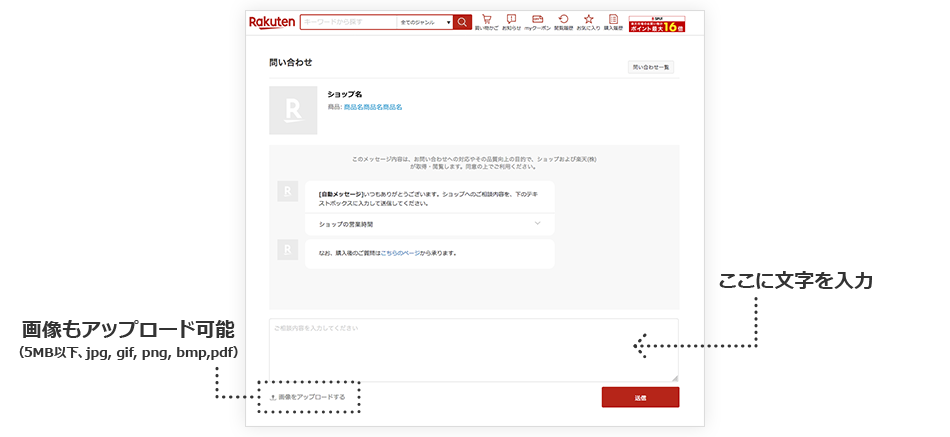 Rakuten
キーワードから探す
全てのジャンル
買い物かご
お知らせ
myクーポン
閲覧履歴
お気に入り
購入履歴
ポイント最大16倍
問い合わせ
問い合わせ一覧
R
ショップ名
商品: 商品名商品名商品名
このメッセージ内容は、お問い合わせへの対応やその品質向上の目的で、ショップおよび楽天(株)
が取得・閲覧します。同意の上でご利用ください。
R
[自動メッセージ]いつもありがとうございます。ショップへのご相談内容を、下のテキ
ストボックスに入力して送信してください。
ショップの営業時間
R
なお、購入後のご質問はこちらのページから承ります。
ここに文字を入力
画像もアップロード可能
（5MB以下、jpg, gif, png, bmp,pdf）
ご相談内容を入力してください
画像をアップロードする
送信